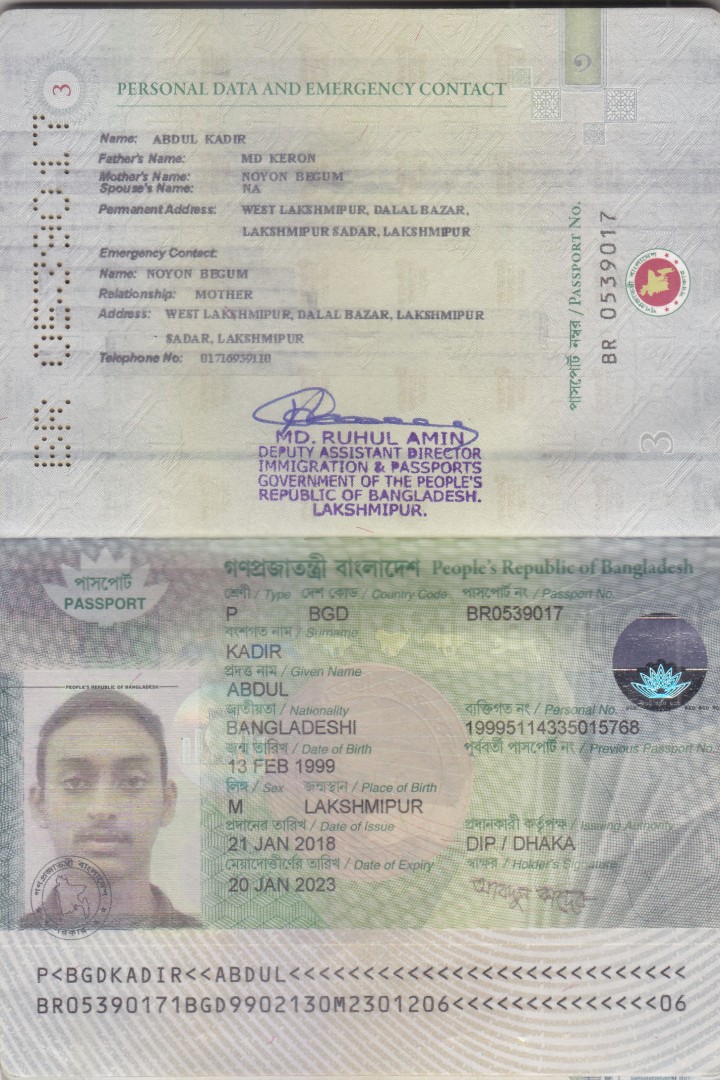 3
BR 0539017
PERSONAL DATA AND EMERGENCY CONTACT
Name: ABDUL KADIR
Father's Name: MD KERON
Mother's Name: NOYON BEGUM
Spouse's Name: NA
Permanent Address: WEST LAKSHMIPUR, DALAL BAZAR,
LAKSHMIPUR SADAR, LAKSHMIPUR
Emergency Contact:
Name: NOYON BEGUM
Relationship: MOTHER
Address: WEST LAKSHMIPUR, DALAL BAZAR, LAKSHMIPUR
SADAR, LAKSHMIPUR
Telephone No: 01716959110
পাসপোর্ট নম্বর / PASSPORT No.
BR 0539017
3
MD. RUHUL AMIN
DEPUTY ASSISTANT DIRECTOR
IMMIGRATION & PASSPORTS
GOVERNMENT OF THE PEOPLE'S
REPUBLIC OF BANGLADESH.
LAKSHMIPUR.
পাসপোর্ট
PASSPORT
গণপ্রজাতন্ত্রী বাংলাদেশ People's Republic of Bangladesh
শ্রেণী / Type দেশ কোড / Country Code পাসপোর্ট নং / Passport No.
P BGD BR0539017
বংশগত নাম / Surname
KADIR
প্রদত্ত নাম / Given Name
ABDUL
জাতীয়তা / Nationality ব্যক্তিগত নং / Personal No.
BANGLADESHI 19995114335015768
জন্ম তারিখ / Date of Birth পূর্ববর্তী পাসপোর্ট নং / Previous Passport No.
13 FEB 1999
লিঙ্গ / Sex জন্মস্থান / Place of Birth
M LAKSHMIPUR
প্রদানের তারিখ / Date of Issue প্রদানকারী কর্তৃপক্ষ / Issuing Authority
21 JAN 2018 DIP / DHAKA
মেয়াদোত্তীর্ণের তারিখ / Date of Expiry স্বাক্ষর / Holder's Signature
20 JAN 2023 আবদুল কাদের
PEOPLE'S REPUBLIC OF BANGLADESH
P<BGDKADIR<<ABDUL<<<<<<<<<<<<<<<<<<<<<<<<<<<
BR05390171BGD9902130M2301206<<<<<<<<<<<<<<06